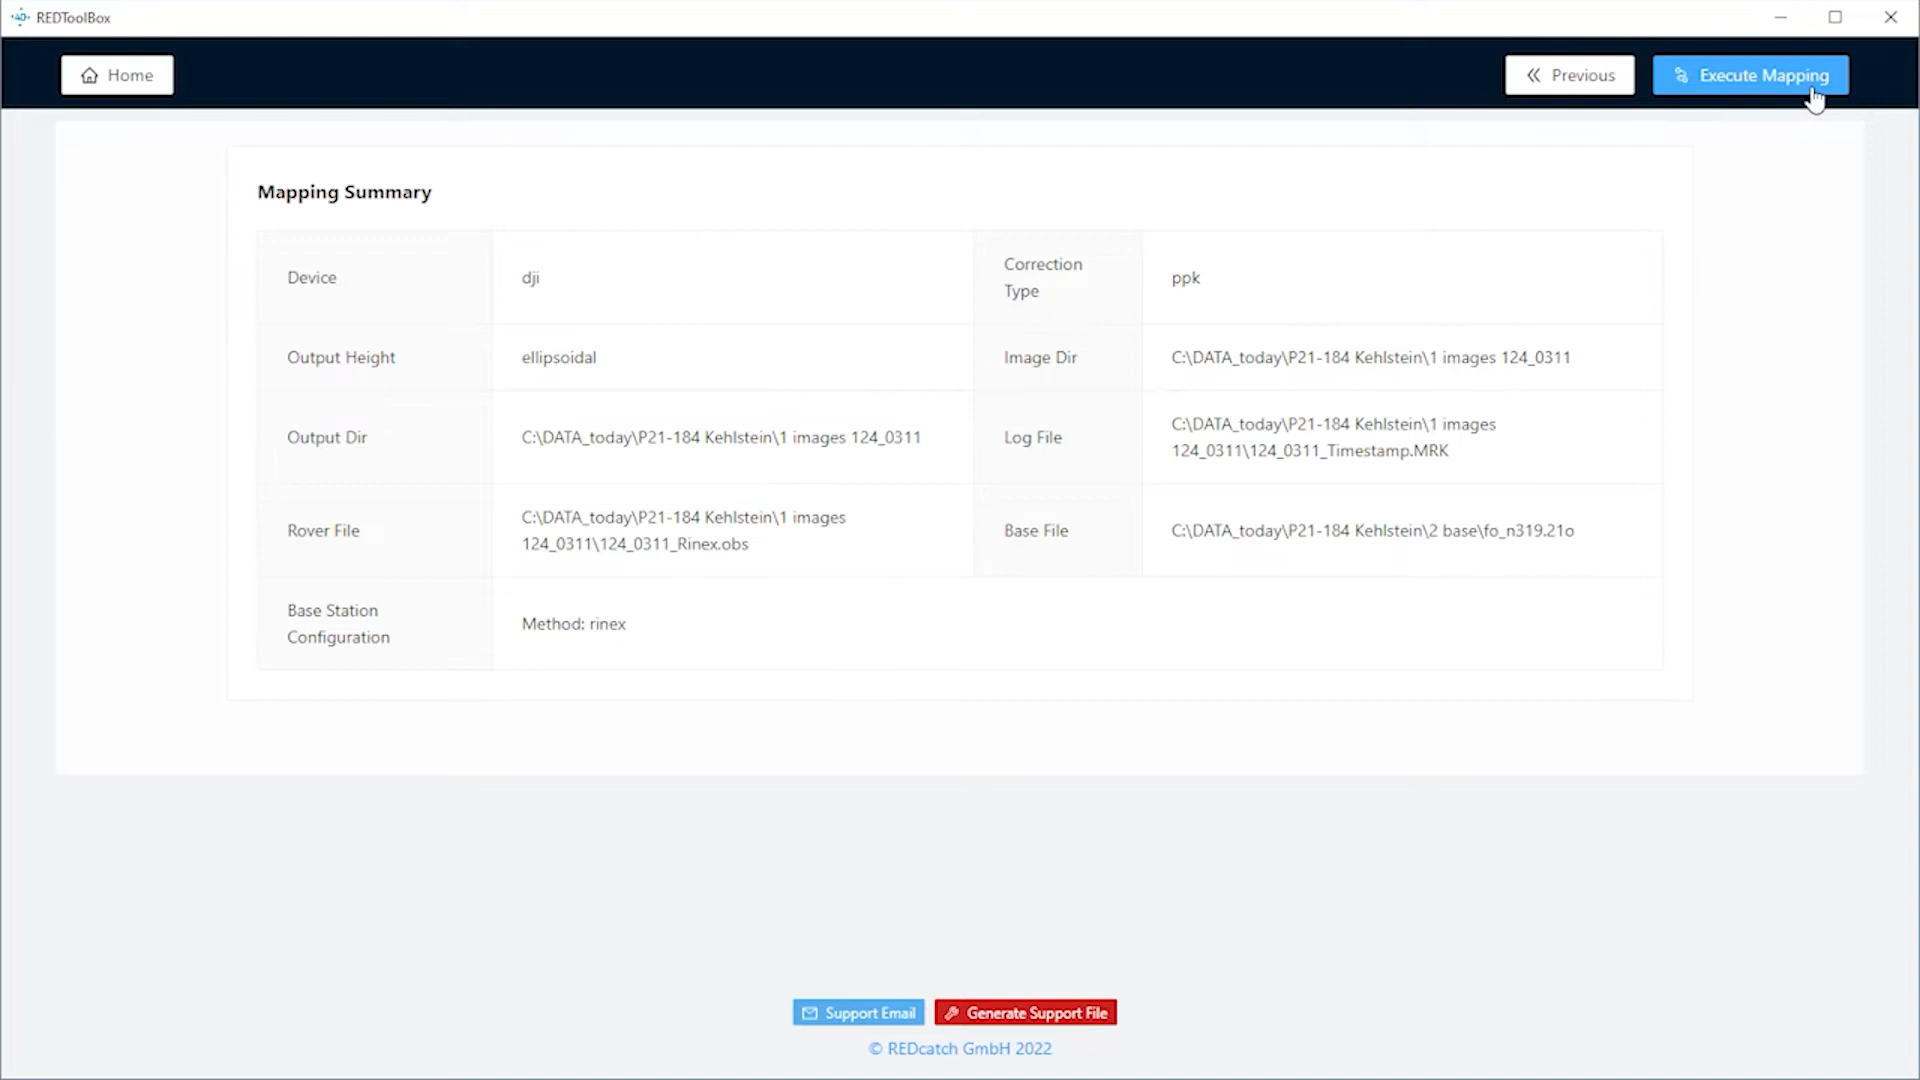 REDToolBox
Home
Previous
Execute Mapping
Mapping Summary
Device
dji
Correction
Type
ppk
Output Height
ellipsoidal
Image Dir
C:\DATA_today\P21-184 Kehlstein\1 images 124_0311
Output Dir
C:\DATA_today\P21-184 Kehlstein\1 images 124_0311
Log File
C:\DATA_today\P21-184 Kehlstein\1 images
124_0311\124_0311_Timestamp.MRK
Rover File
C:\DATA_today\P21-184 Kehlstein\1 images
124_0311\124_0311_Rinex.obs
Base File
C:\DATA_today\P21-184 Kehlstein\2 base\fo_n319.21o
Base Station
Configuration
Method: rinex
Support Email
Generate Support File
© REDcatch GmbH 2022